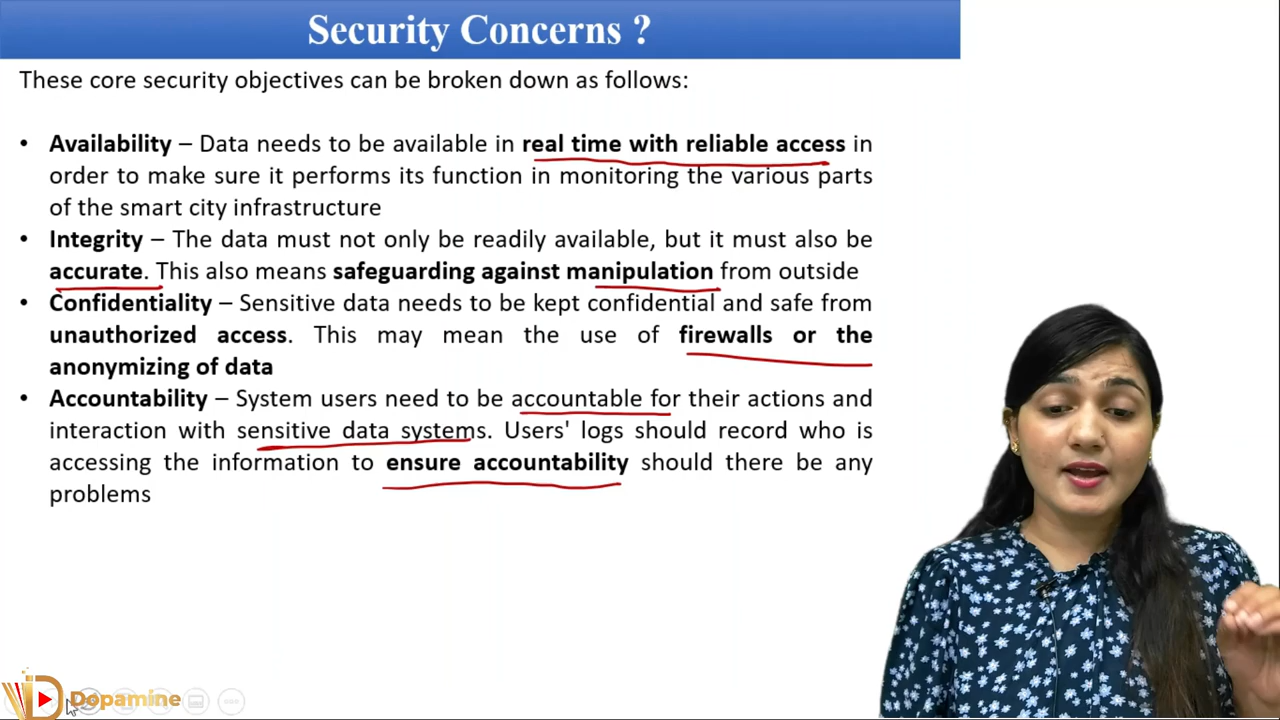 Security Concerns ?
These core security objectives can be broken down as follows:
• Availability – Data needs to be available in real time with reliable access in
order to make sure it performs its function in monitoring the various parts
of the smart city infrastructure
• Integrity – The data must not only be readily available, but it must also be
accurate. This also means safeguarding against manipulation from outside
• Confidentiality – Sensitive data needs to be kept confidential and safe from
unauthorized access. This may mean the use of firewalls or the
anonymizing of data
• Accountability – System users need to be accountable for their actions and
interaction with sensitive data systems. Users' logs should record who is
accessing the information to ensure accountability should there be any
problems
Dopamine